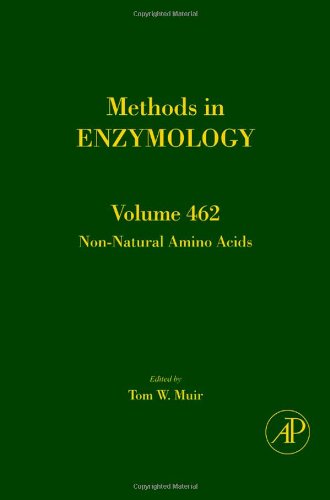 Methods in
ENZYMOLOGY
Volume 462
Non-Natural Amino Acids
Edited by
Tom W. Muir
AP